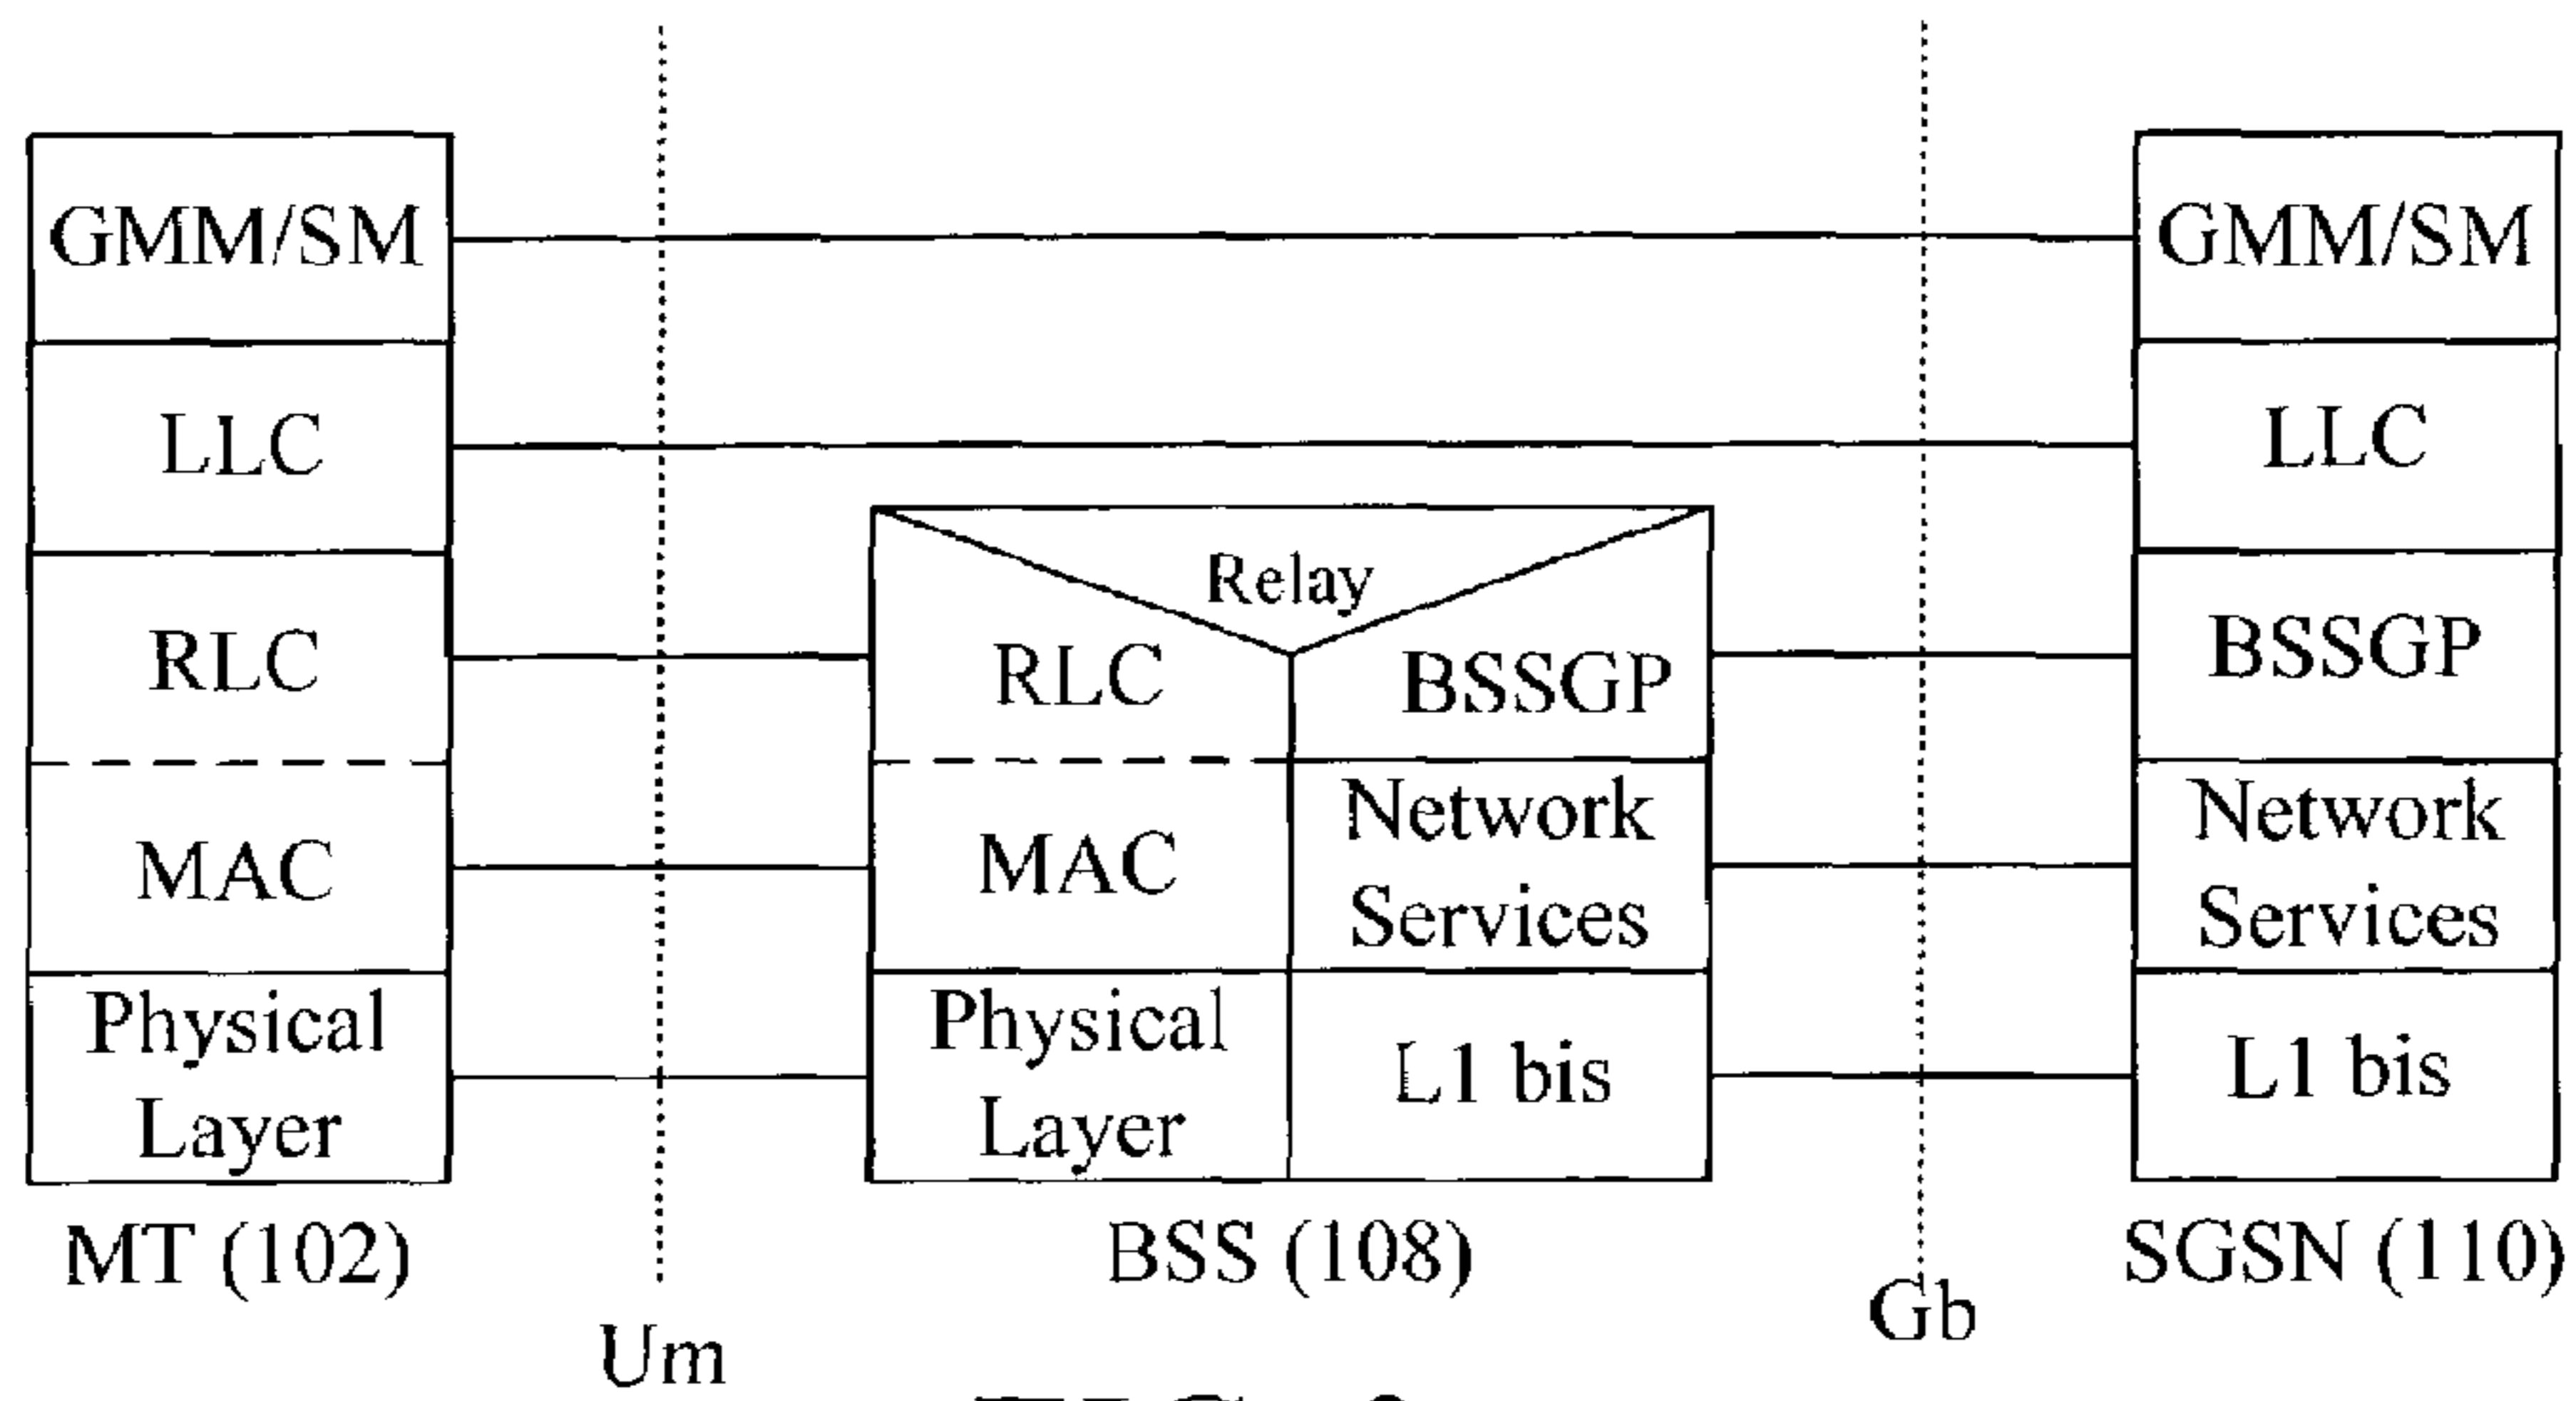 GMM/SM
LLC
RLC
MAC
Physical
Layer
MT (102)
Um
Relay
RLC
BSSGP
MAC
Network
Services
Physical
Layer
L1 bis
BSS (108)
Gb
GMM/SM
LLC
BSSGP
Network
Services
L1 bis
SGSN (110)